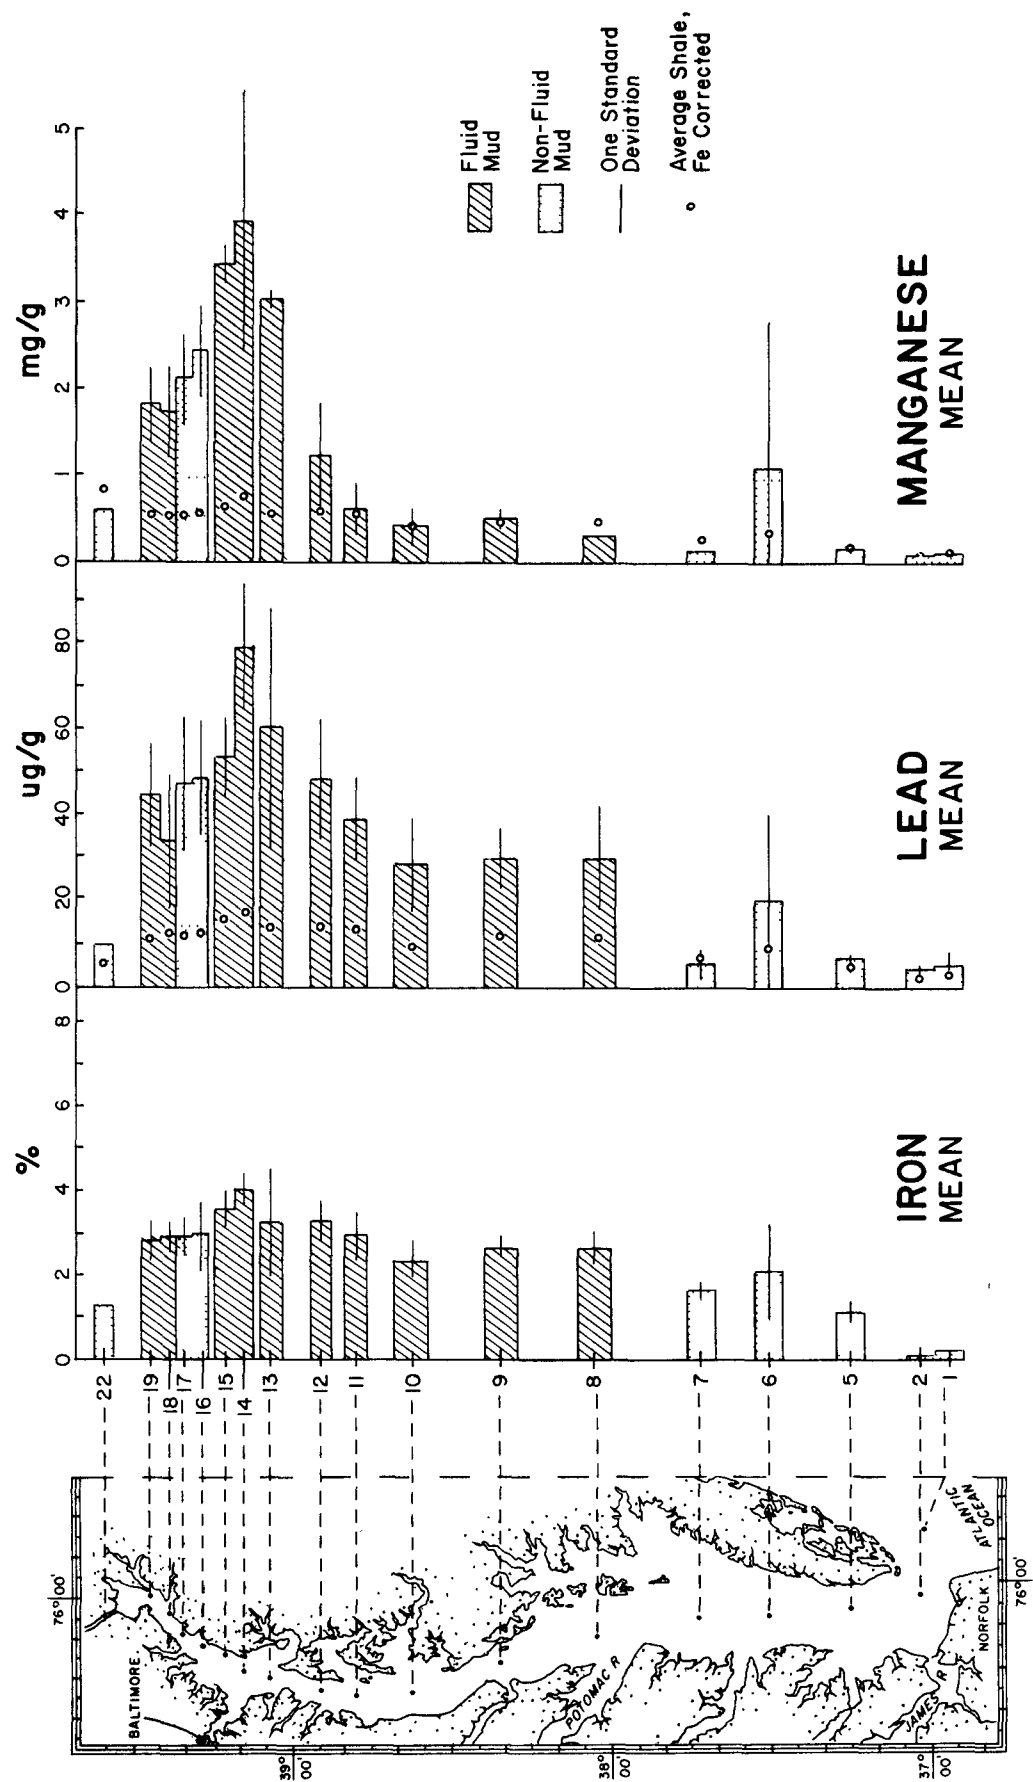 mg/g
0
1
2
3
4
5
MANGANESE
MEAN
Fluid
Mud
Non-Fluid
Mud
One Standard
Deviation
Average Shale,
Fe Corrected
ug/g
0
20
40
60
80
LEAD
MEAN
%
0
2
4
6
8
IRON
MEAN
22
19
18
17
16
15
14
13
12
11
10
9
8
7
6
5
2
1
76° 00'
BALTIMORE
POTOMAC R
JAMES R
NORFOLK
ATLANTIC
OCEAN
76° 00'
39°
00'
38°
00'
37°
00'